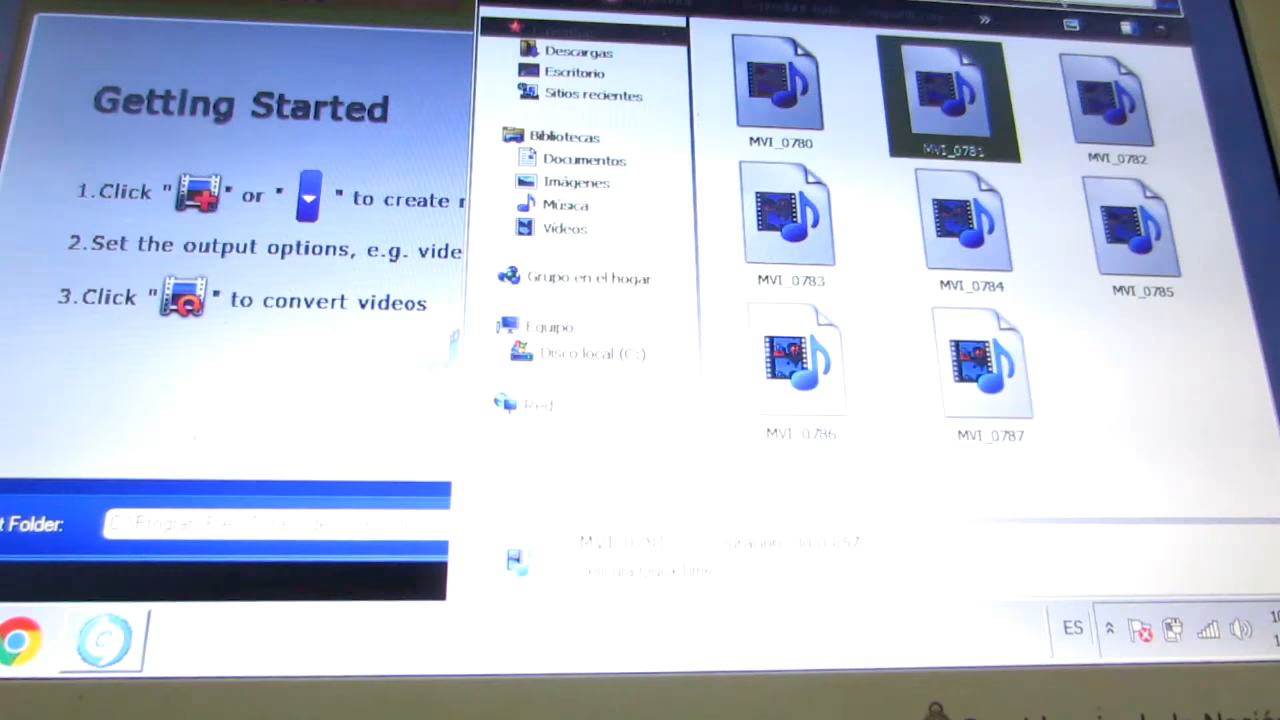 Getting Started
1.Click " " or " " to create
2.Set the output options, e.g. vide
3.Click " " to convert videos
t Folder:
Descargas
Escritorio
Sitios recientes
Bibliotecas
Documentos
Imágenes
Música
Vídeos
Grupo en el hogar
Equipo
Disco local (C:)
Red
MVI_0780
MVI_0781
MVI_0782
MVI_0783
MVI_0784
MVI_0785
MVI_0786
MVI_0787
MVI_0781
ES